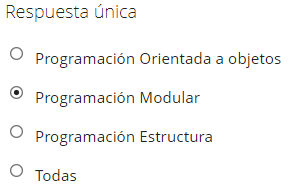 Respuesta única
Programación Orientada a objetos
Programación Modular
Programación Estructura
Todas